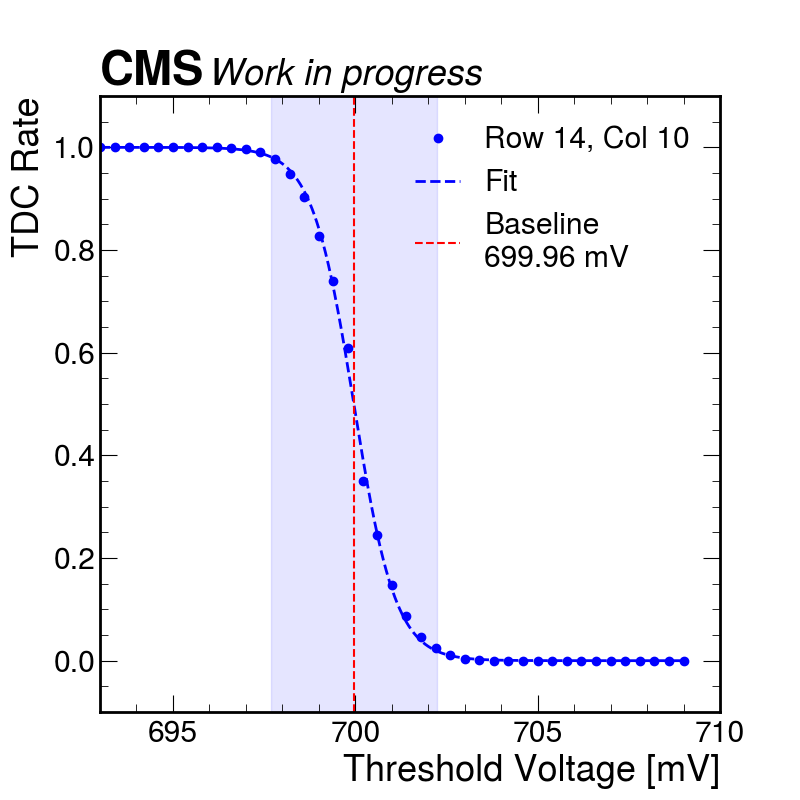 CMS Work in progress
TDC Rate
Row 14, Col 10
Fit
Baseline
699.96 mV
1.0
0.8
0.6
0.4
0.2
0.0
695 700 705 710
Threshold Voltage [mV]